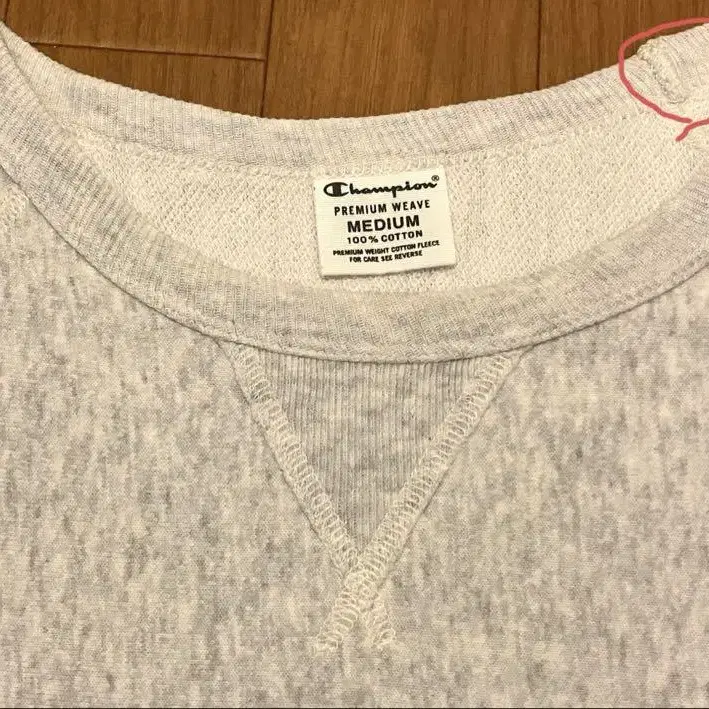 Champion®
PREMIUM WEAVE
MEDIUM
100% COTTON
PREMIUM WEIGHT COTTON FLEECE
FOR CARE SEE REVERSE